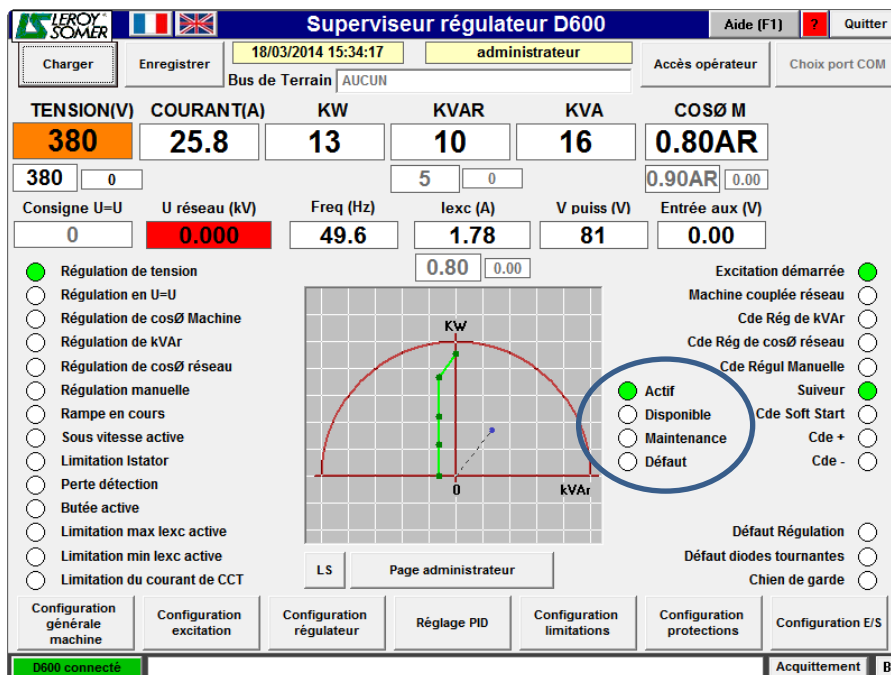 LEROY SOMER
Superviseur régulateur D600
Aide (F1)
?
Quitter
Charger
Enregistrer
18/03/2014 15:34:17
administrateur
Bus de Terrain AUCUN
Accès opérateur
Choix port COM
TENSION(V) COURANT(A) KW KVAR KVA COSØ M
380 25.8 13 10 16 0.80AR
380 0 5 0 0.90AR 0.00
Consigne U=U U réseau (kV) Freq (Hz) Iexc (A) V puiss (V) Entrée aux (V)
0 0.000 49.6 1.78 81 0.00
0.80 0.00
Régulation de tension
Régulation en U=U
Régulation de cosØ Machine
Régulation de kVAr
Régulation de cosØ réseau
Régulation manuelle
Rampe en cours
Sous vitesse active
Limitation Istator
Perte détection
Butée active
Limitation max Iexc active
Limitation min Iexc active
Limitation du courant de CCT
KW
0
kVAr
LS
Page administrateur
Actif
Disponible
Maintenance
Défaut
Excitation démarrée
Machine couplée réseau
Cde Rég de kVAr
Cde Rég de cosØ réseau
Cde Régul Manuelle
Suiveur
Cde Soft Start
Cde +
Cde -
Défaut Régulation
Défaut diodes tournantes
Chien de garde
Configuration
générale
machine
Configuration
excitation
Configuration
régulateur
Réglage PID
Configuration
limitations
Configuration
protections
Configuration E/S
D600 connecté
Acquittement
B